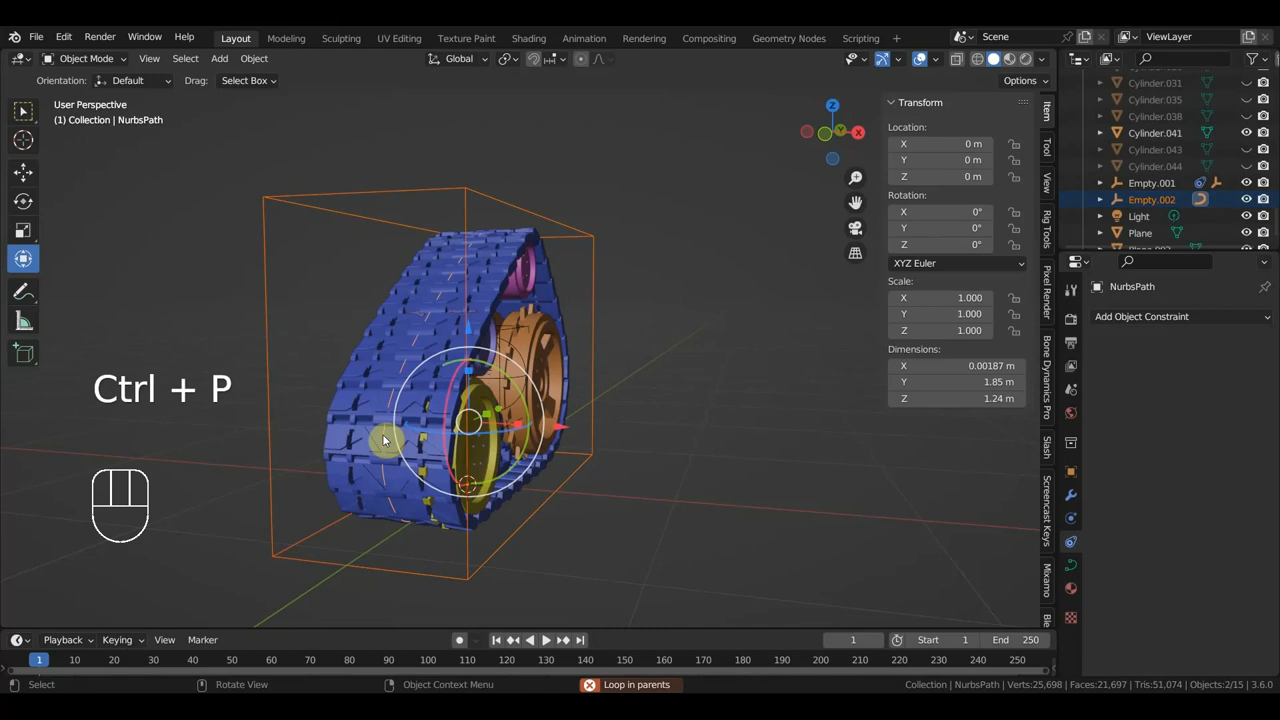 File Edit Render Window Help Layout Modeling Sculpting UV Editing Texture Paint Shading Animation Rendering Compositing Geometry Nodes Scripting + Scene ViewLayer
Object Mode View Select Add Object Global Options
Orientation: Default Drag: Select Box
User Perspective
(1) Collection | NurbsPath
Z
Y
X
Transform
Location:
X 0 m
Y 0 m
Z 0 m
Rotation:
X 0°
Y 0°
Z 0°
XYZ Euler
Scale:
X 1.000
Y 1.000
Z 1.000
Dimensions:
X 0.00187 m
Y 1.85 m
Z 1.24 m
Item
Tool
View
Rig Tools
Pixel Render
Bone Dynamics Pro
Slash
Screencast Keys
Mixamo
Ble
Cylinder.031
Cylinder.035
Cylinder.038
Cylinder.041
Cylinder.043
Cylinder.044
Empty.001
Empty.002
Light
Plane
NurbsPath
Add Object Constraint
Ctrl + P
Playback Keying View Marker 1 Start 1 End 250
1 10 20 30 40 50 60 70 80 90 100 110 120 130 140 150 160 170 180 190 200 210 220 230 240 250
Select Rotate View Object Context Menu Loop in parents Collection | NurbsPath | Verts:25,698 | Faces:21,697 | Tris:51,074 | Objects:2/15 | 3.6.0